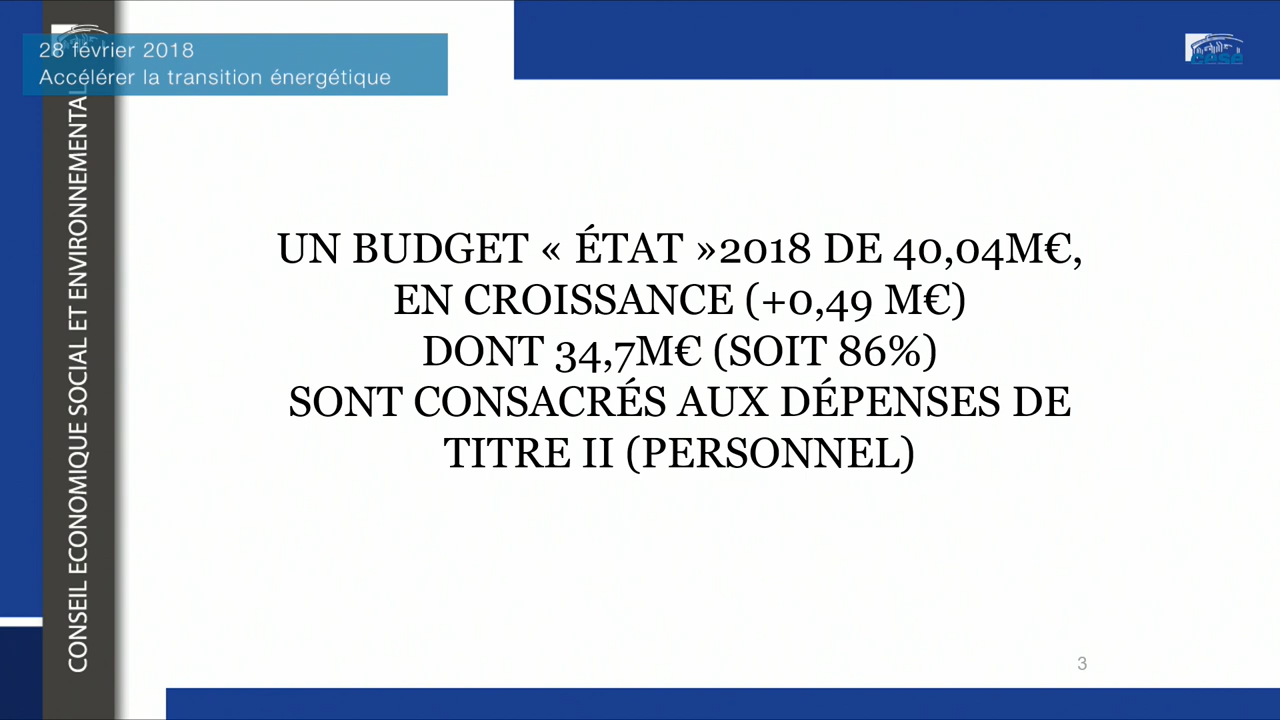 28 février 2018
Accélérer la transition énergétique
cese
CONSEIL ECONOMIQUE SOCIAL ET ENVIRONNEMENTAL
UN BUDGET « ÉTAT »2018 DE 40,04M€,
EN CROISSANCE (+0,49 M€)
DONT 34,7M€ (SOIT 86%)
SONT CONSACRÉS AUX DÉPENSES DE
TITRE II (PERSONNEL)
3